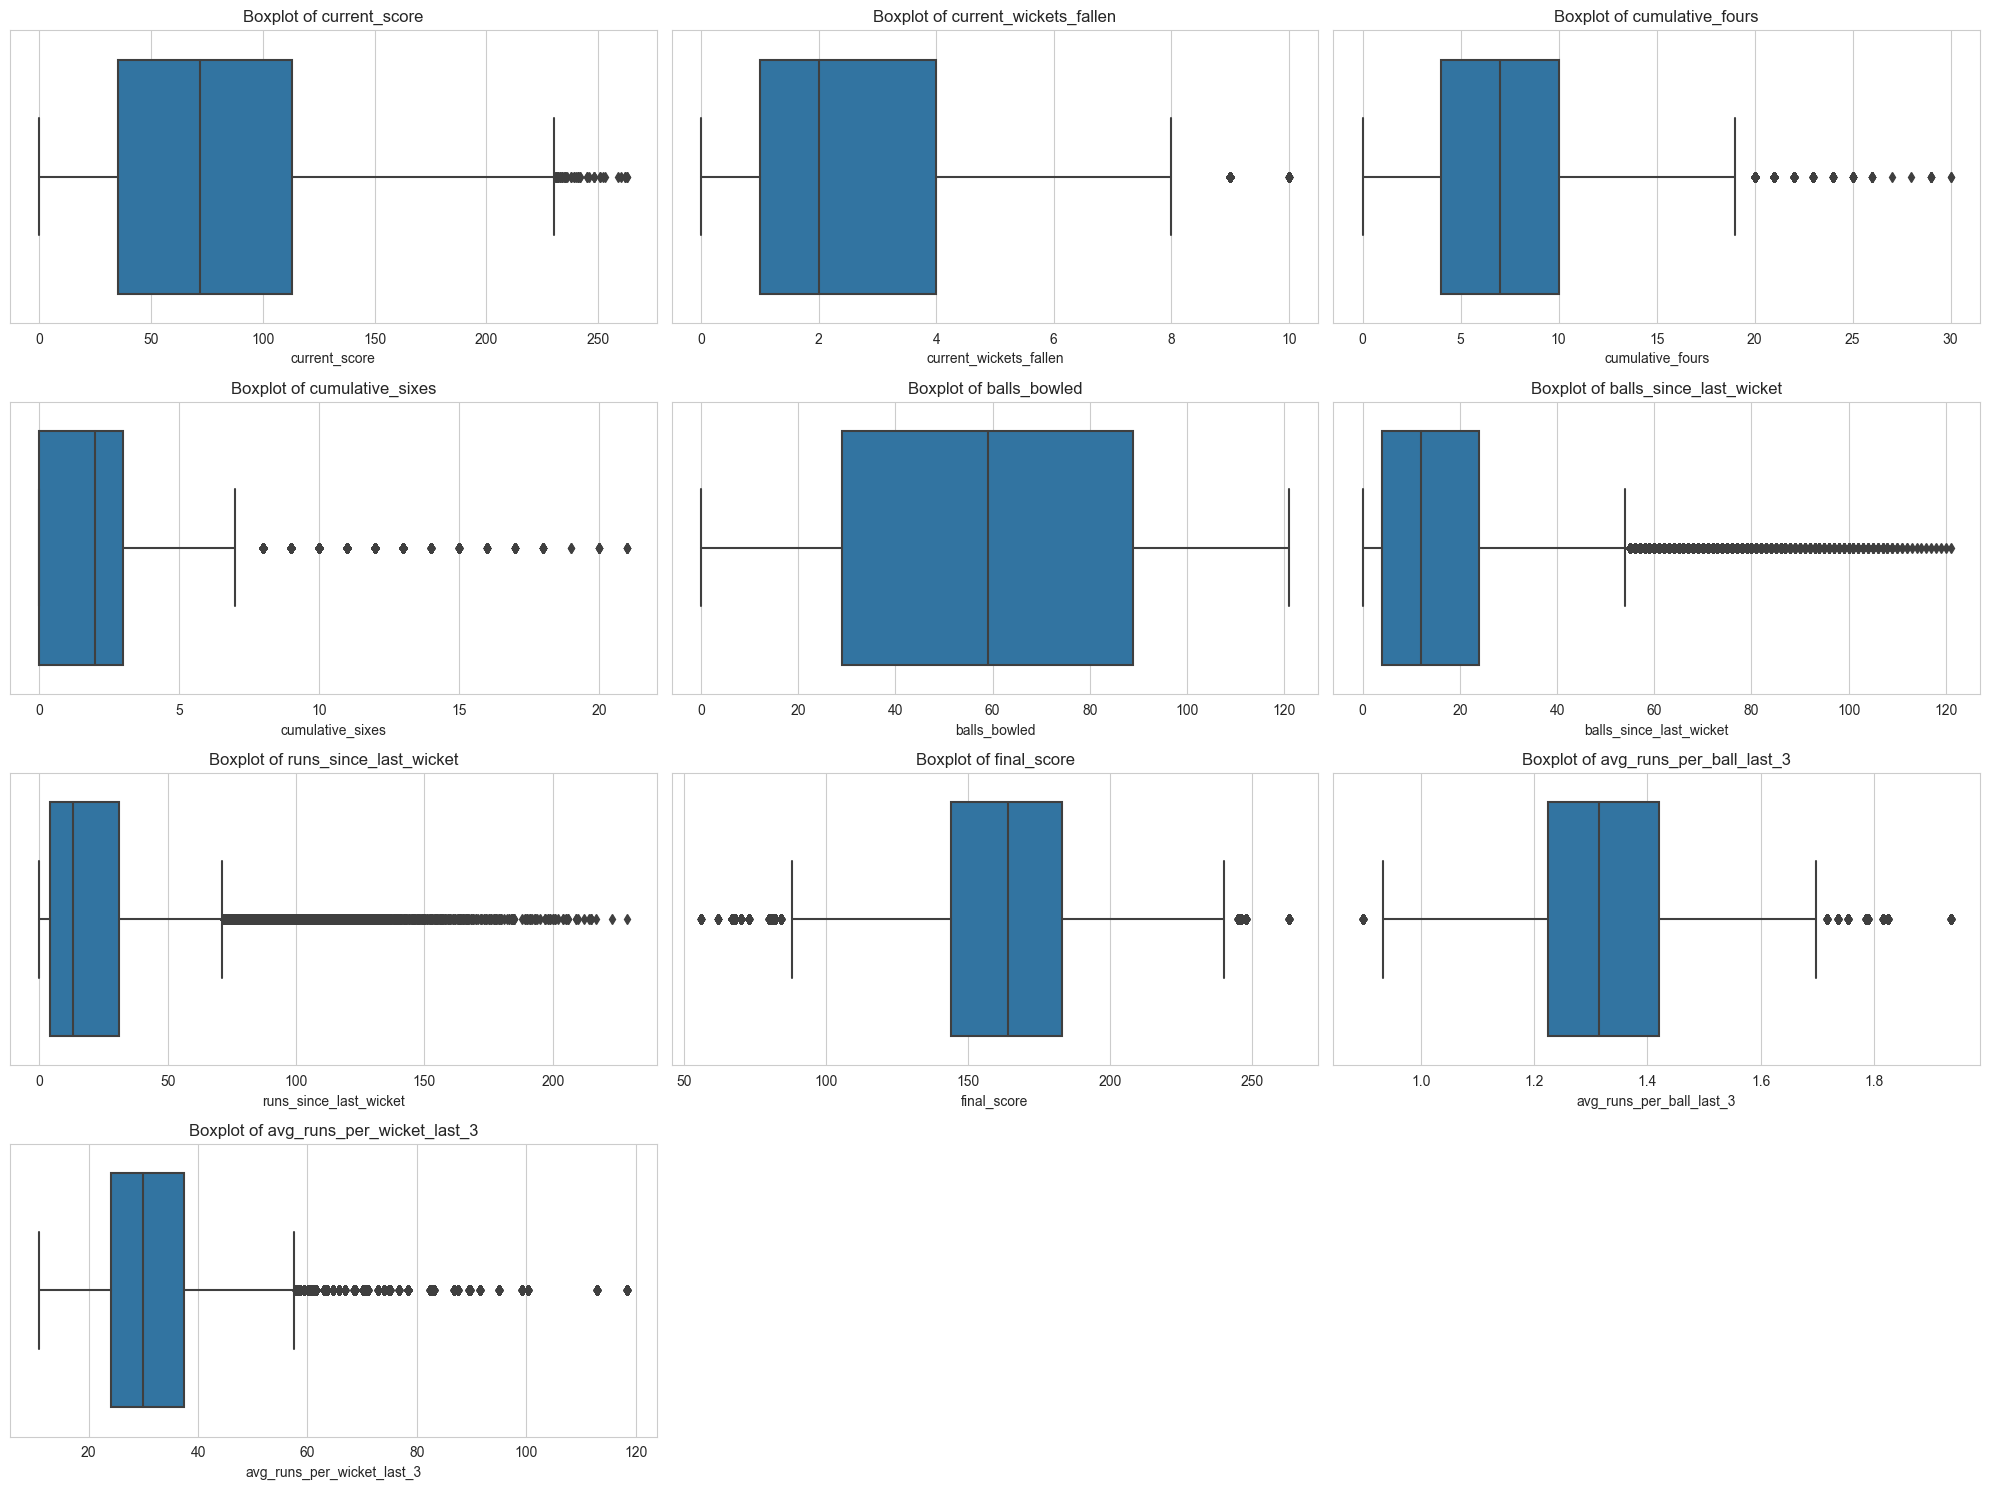 Boxplot of current_score
Boxplot of current_wickets_fallen
Boxplot of cumulative_fours
0 50 100 150 200 250
0 2 4 6 8 10
0 5 10 15 20 25 30
current_score
current_wickets_fallen
cumulative_fours
Boxplot of cumulative_sixes
Boxplot of balls_bowled
Boxplot of balls_since_last_wicket
0 5 10 15 20
0 20 40 60 80 100 120
0 20 40 60 80 100 120
cumulative_sixes
balls_bowled
balls_since_last_wicket
Boxplot of runs_since_last_wicket
Boxplot of final_score
Boxplot of avg_runs_per_ball_last_3
0 50 100 150 200
50 100 150 200 250
1.0 1.2 1.4 1.6 1.8
runs_since_last_wicket
final_score
avg_runs_per_ball_last_3
Boxplot of avg_runs_per_wicket_last_3
20 40 60 80 100 120
avg_runs_per_wicket_last_3